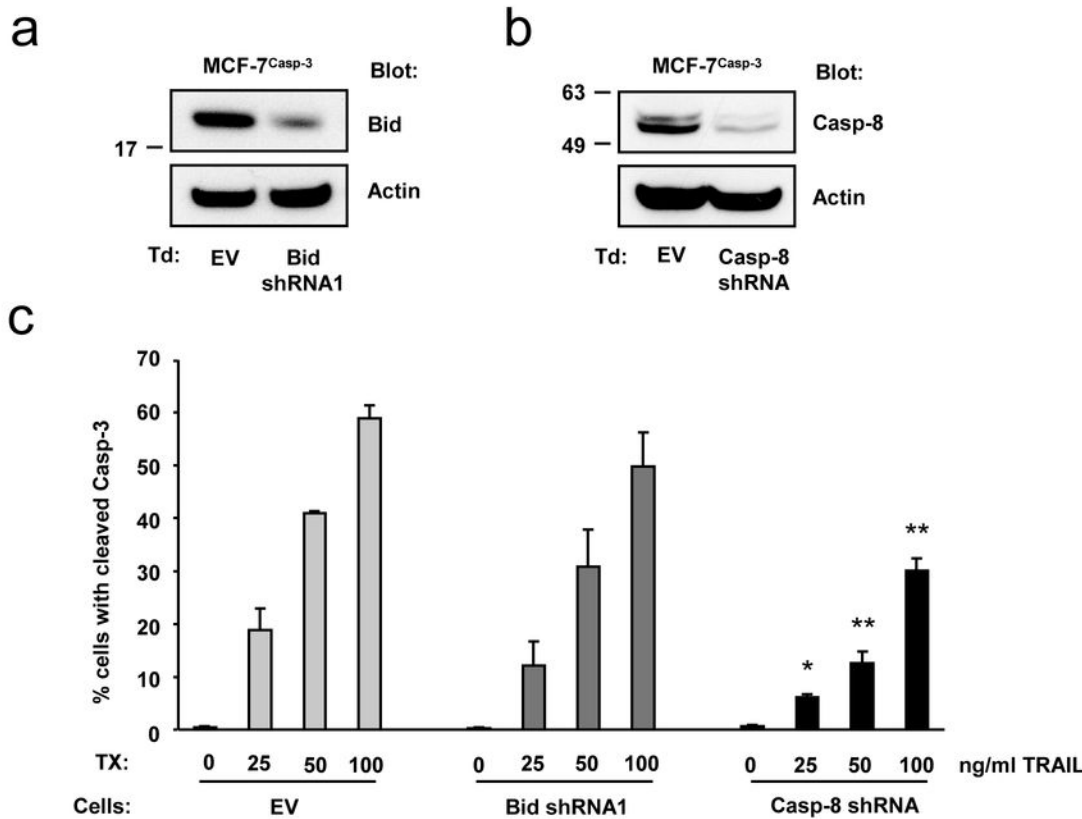 a
MCF-7Casp-3 Blot:
Bid
17
Actin
Td: EV Bid
shRNA1
b
MCF-7Casp-3 Blot:
63
Casp-8
49
Actin
Td: EV Casp-8
shRNA
c
% cells with cleaved Casp-3
70
60
50
40
30
20
10
0
* ** **
TX: 0 25 50 100 0 25 50 100 0 25 50 100 ng/ml TRAIL
Cells: EV Bid shRNA1 Casp-8 shRNA